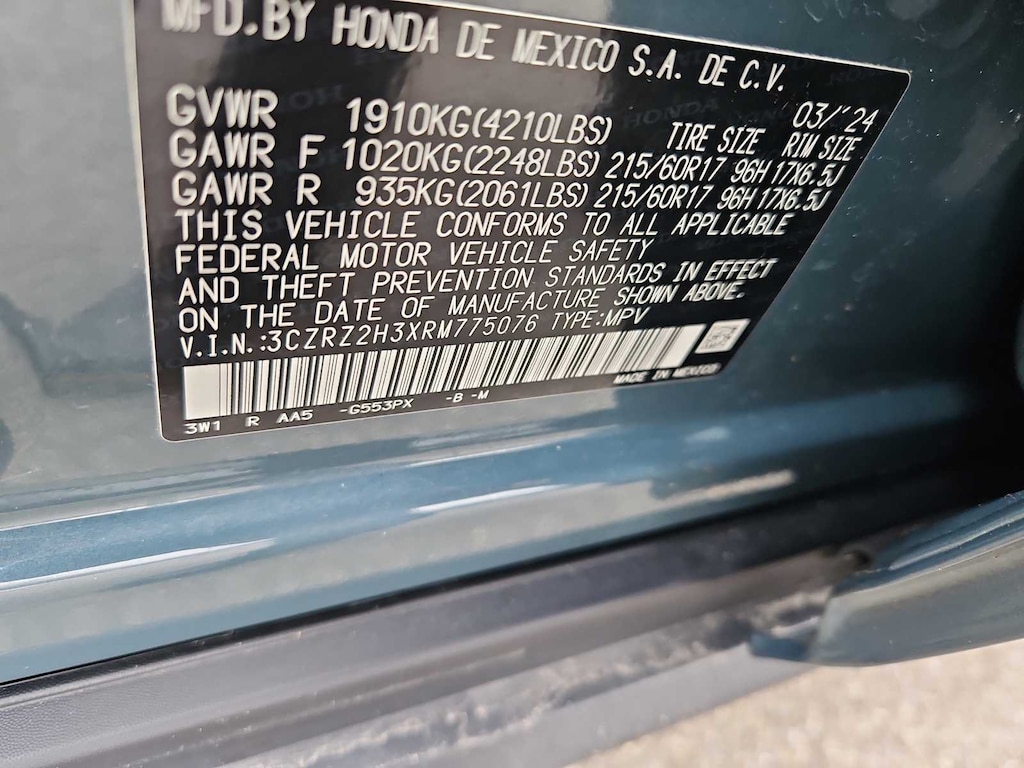 MFD.BY HONDA DE MEXICO S.A. DE C.V.
03/'24
GVWR 1910KG(4210LBS) TIRE SIZE RIM SIZE
GAWR F 1020KG(2248LBS) 215/60R17 96H 17X6.5J
GAWR R 935KG(2061LBS) 215/60R17 96H 17X6.5J
THIS VEHICLE CONFORMS TO ALL APPLICABLE
FEDERAL MOTOR VEHICLE SAFETY
AND THEFT PREVENTION STANDARDS IN EFFECT
ON THE DATE OF MANUFACTURE SHOWN ABOVE.
V.I.N.:3CZRZ2H3XRM775076 TYPE:MPV
MADE IN MEXICO
3W1 R AA5 -G553PX -B -M